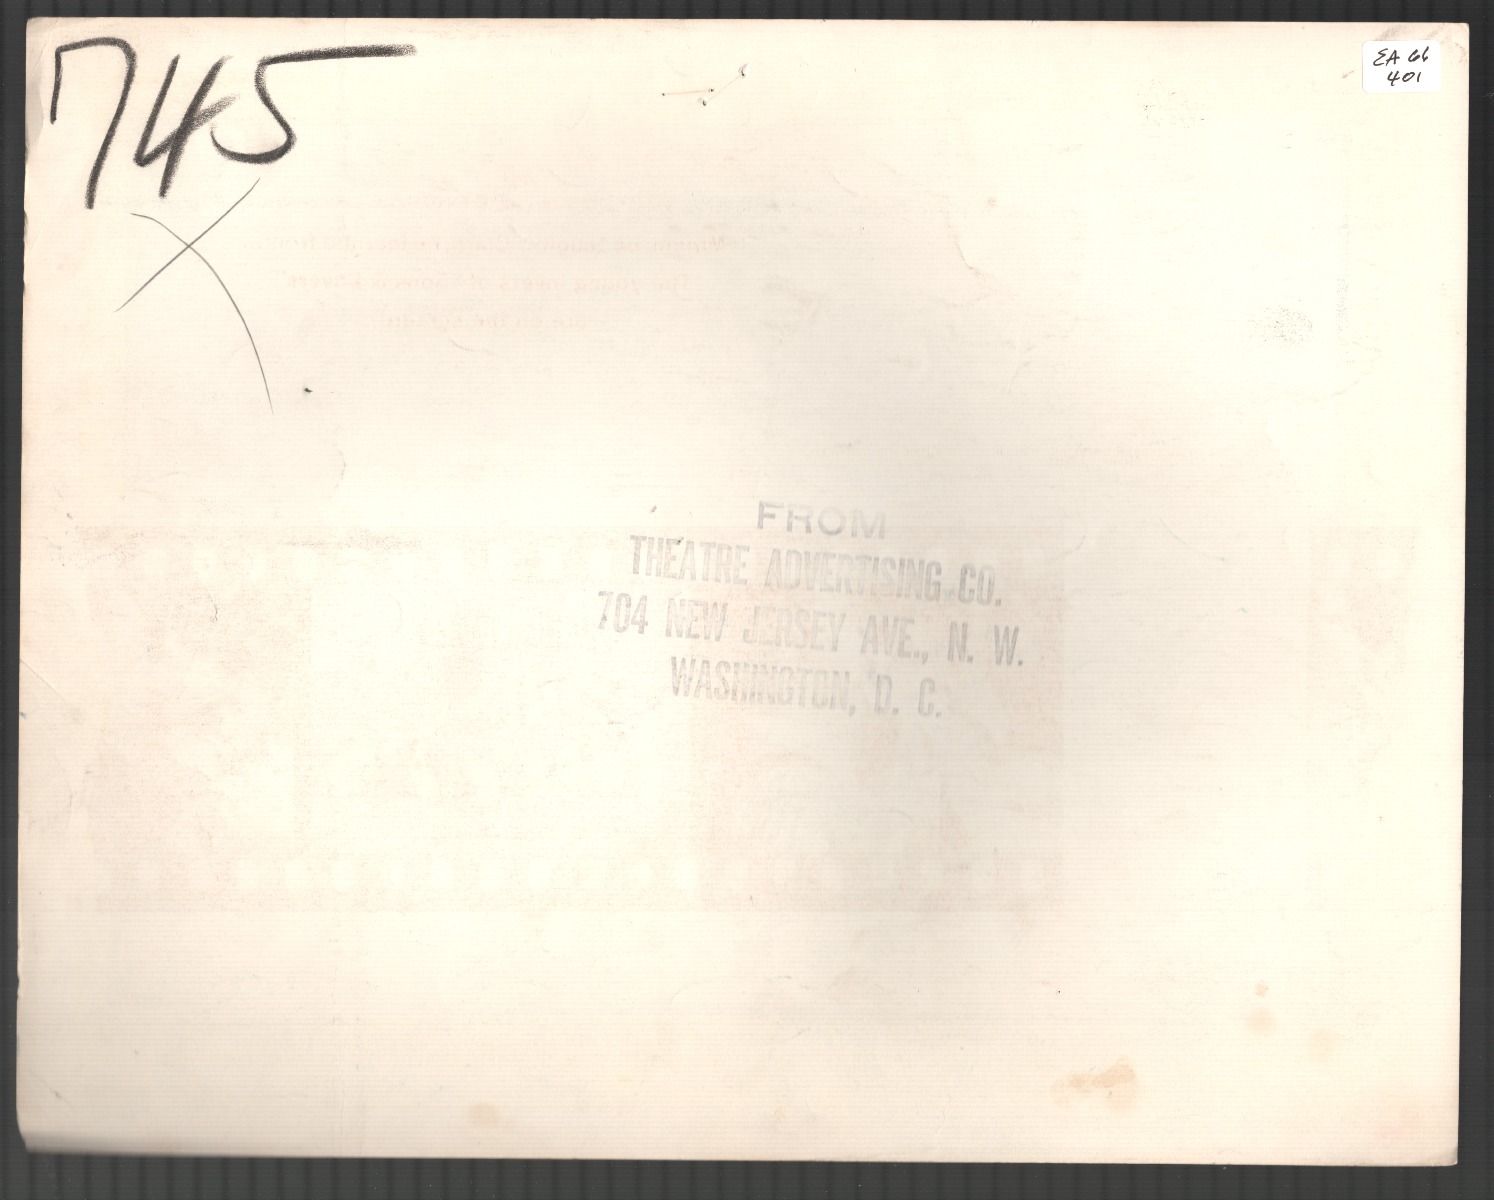 745
EA 66
401
FROM
THEATRE ADVERTISING CO.
704 NEW JERSEY AVE., N. W.
WASHINGTON, D. C.